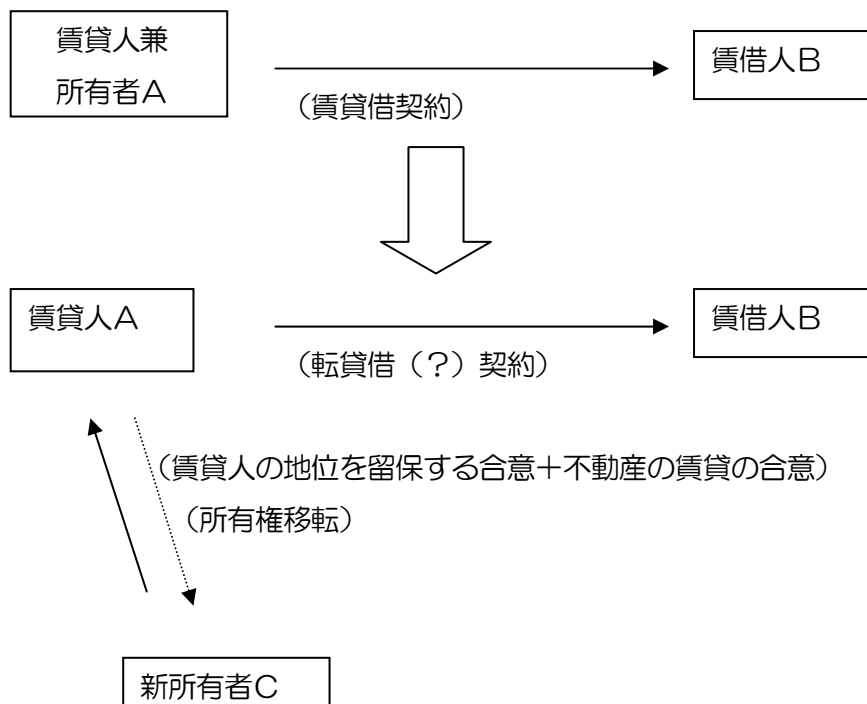 賃貸人兼
所有者A
賃借人B
(賃貸借契約)
賃貸人A
賃借人B
(転貸借(?)契約)
(賃貸人の地位を留保する合意+不動産の賃貸の合意)
(所有権移転)
新所有者C